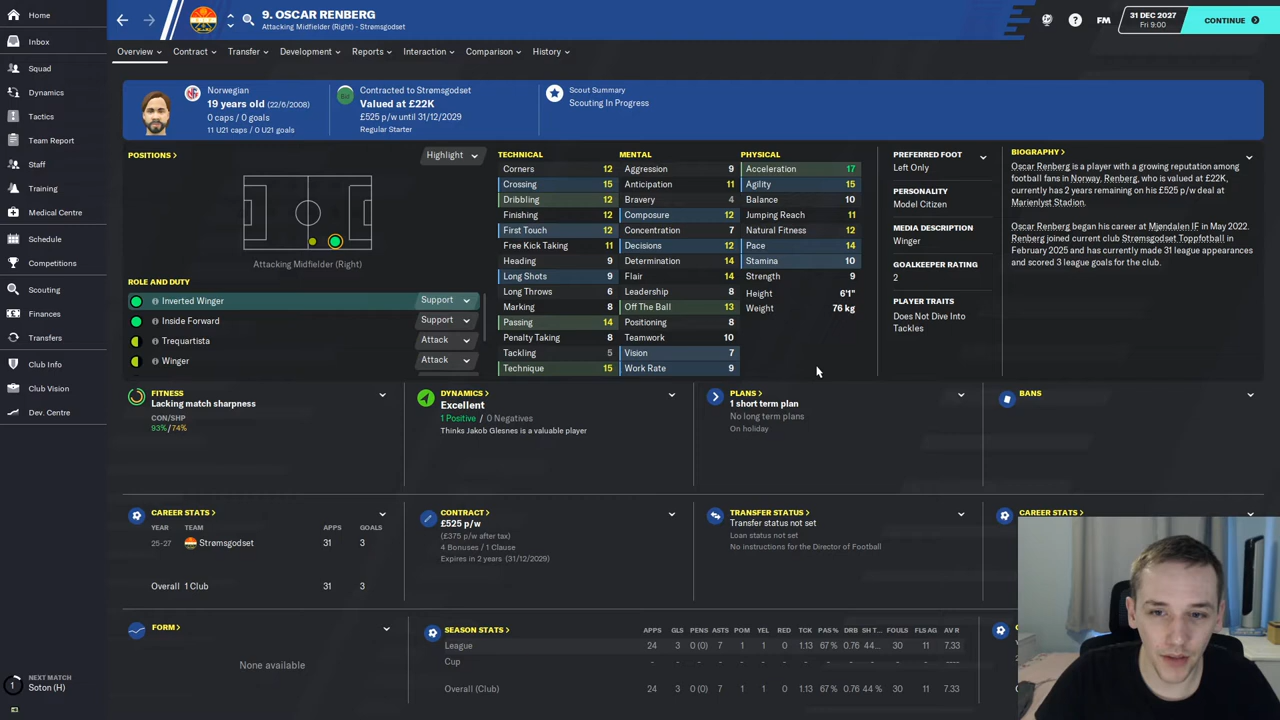 Home
Inbox
Squad
Dynamics
Tactics
Team Report
Staff
Training
Medical Centre
Schedule
Competitions
Scouting
Finances
Transfers
Club Info
Club Vision
Dev. Centre
1
NEXT MATCH
Soton (H)
9. OSCAR RENBERG
Attacking Midfielder (Right) - Strømsgodset
?
FM
31 DEC 2027
Fri 9:00
CONTINUE
Overview
Contract
Transfer
Development
Reports
Interaction
Comparison
History
Norwegian
19 years old (22/6/2008)
0 caps / 0 goals
11 U21 caps / 0 U21 goals
Contracted to Strømsgodset
Valued at £22K
£525 p/w until 31/12/2029
Regular Starter
Scout Summary
Scouting In Progress
POSITIONS >
Highlight
Attacking Midfielder (Right)
ROLE AND DUTY
Inverted Winger Support
Inside Forward Support
Trequartista Attack
Winger Attack
TECHNICAL
Corners 12
Crossing 15
Dribbling 12
Finishing 12
First Touch 12
Free Kick Taking 11
Heading 9
Long Shots 9
Long Throws 6
Marking 8
Passing 14
Penalty Taking 8
Tackling 5
Technique 15
MENTAL
Aggression 9
Anticipation 11
Bravery 4
Composure 12
Concentration 7
Decisions 12
Determination 14
Flair 14
Leadership 8
Off The Ball 13
Positioning 8
Teamwork 10
Vision 7
Work Rate 9
PHYSICAL
Acceleration 17
Agility 15
Balance 10
Jumping Reach 11
Natural Fitness 12
Pace 14
Stamina 10
Strength 9
Height 6'1"
Weight 76 kg
PREFERRED FOOT
Left Only
PERSONALITY
Model Citizen
MEDIA DESCRIPTION
Winger
GOALKEEPER RATING
2
PLAYER TRAITS
Does Not Dive Into
Tackles
BIOGRAPHY >
Oscar Renberg is a player with a growing reputation among
football fans in Norway. Renberg, who is valued at £22K,
currently has 2 years remaining on his £525 p/w deal at
Marienlyst Stadion.
Oscar Renberg began his career at Mjøndalen IF in May 2022.
Renberg joined current club Strømsgodset Toppfotball in
February 2025 and has currently made 31 league appearances
and scored 3 league goals for the club.
FITNESS >
Lacking match sharpness
CON/SHP
93%/74%
DYNAMICS >
Excellent
1 Positive / 0 Negatives
Thinks Jakob Glesnes is a valuable player
PLANS >
1 short term plan
No long term plans
On holiday
BANS >
CAREER STATS >
YEAR TEAM APPS GOALS
25-27 Strømsgodset 31 3
Overall 1 Club 31 3
CONTRACT >
£525 p/w
(£375 p/w after tax)
4 Bonuses / 1 Clause
Expires in 2 years (31/12/2029)
TRANSFER STATUS >
Transfer status not set
Loan status not set
No instructions for the Director of Football
CAREER STATS >
FORM >
None available
SEASON STATS > APPS GLS PENS ASTS POM YEL RED TCK PAS% DRB SH T... FOULS FLS AG AV R
League 24 3 0 (0) 7 1 1 0 1.13 67 % 0.76 44... 30 11 7.33
Cup - - - - - - - - - - - - - ----
Overall (Club) 24 3 0 (0) 7 1 1 0 1.13 67 % 0.76 44 % 30 11 7.33